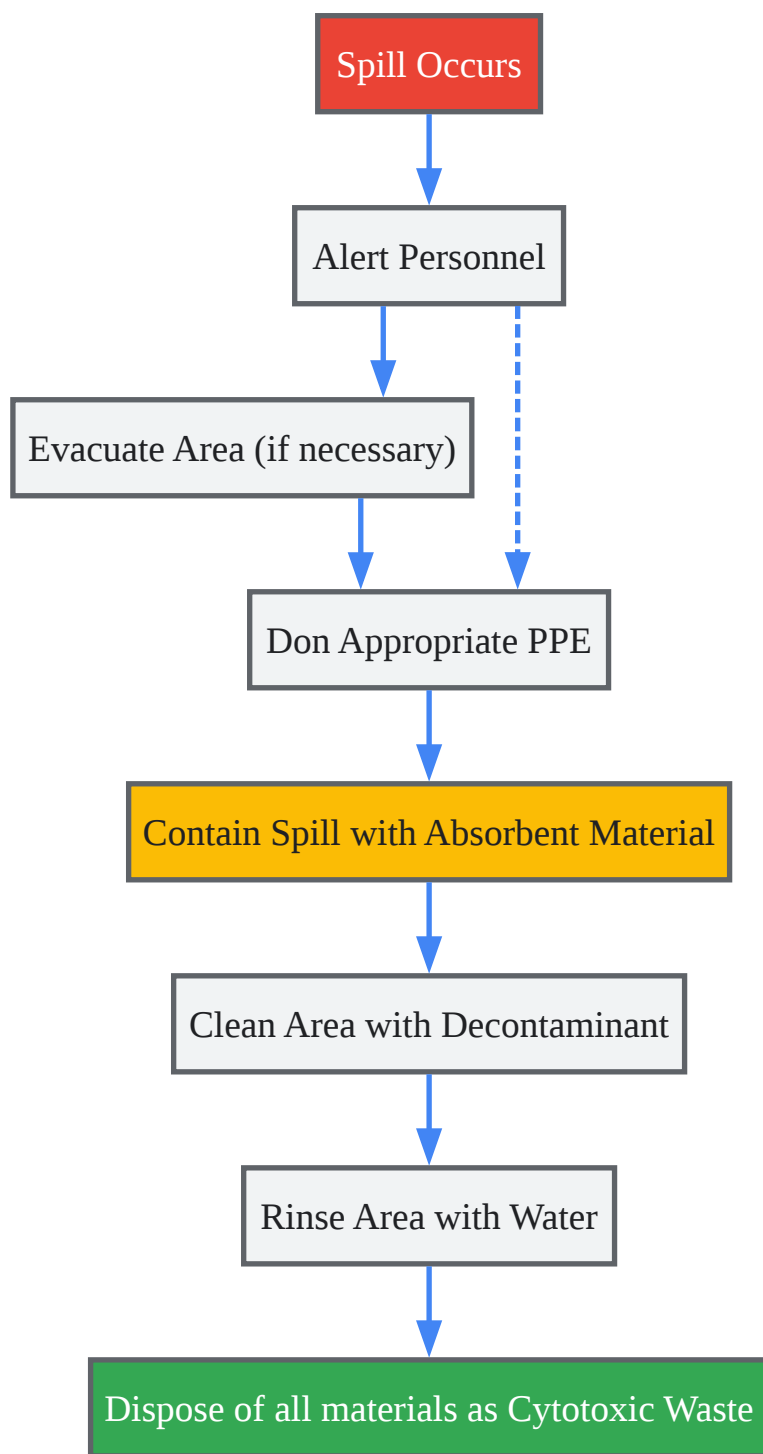 Spill Occurs
Alert Personnel
Evacuate Area (if necessary)
Don Appropriate PPE
Contain Spill with Absorbent Material
Clean Area with Decontaminant
Rinse Area with Water
Dispose of all materials as Cytotoxic Waste